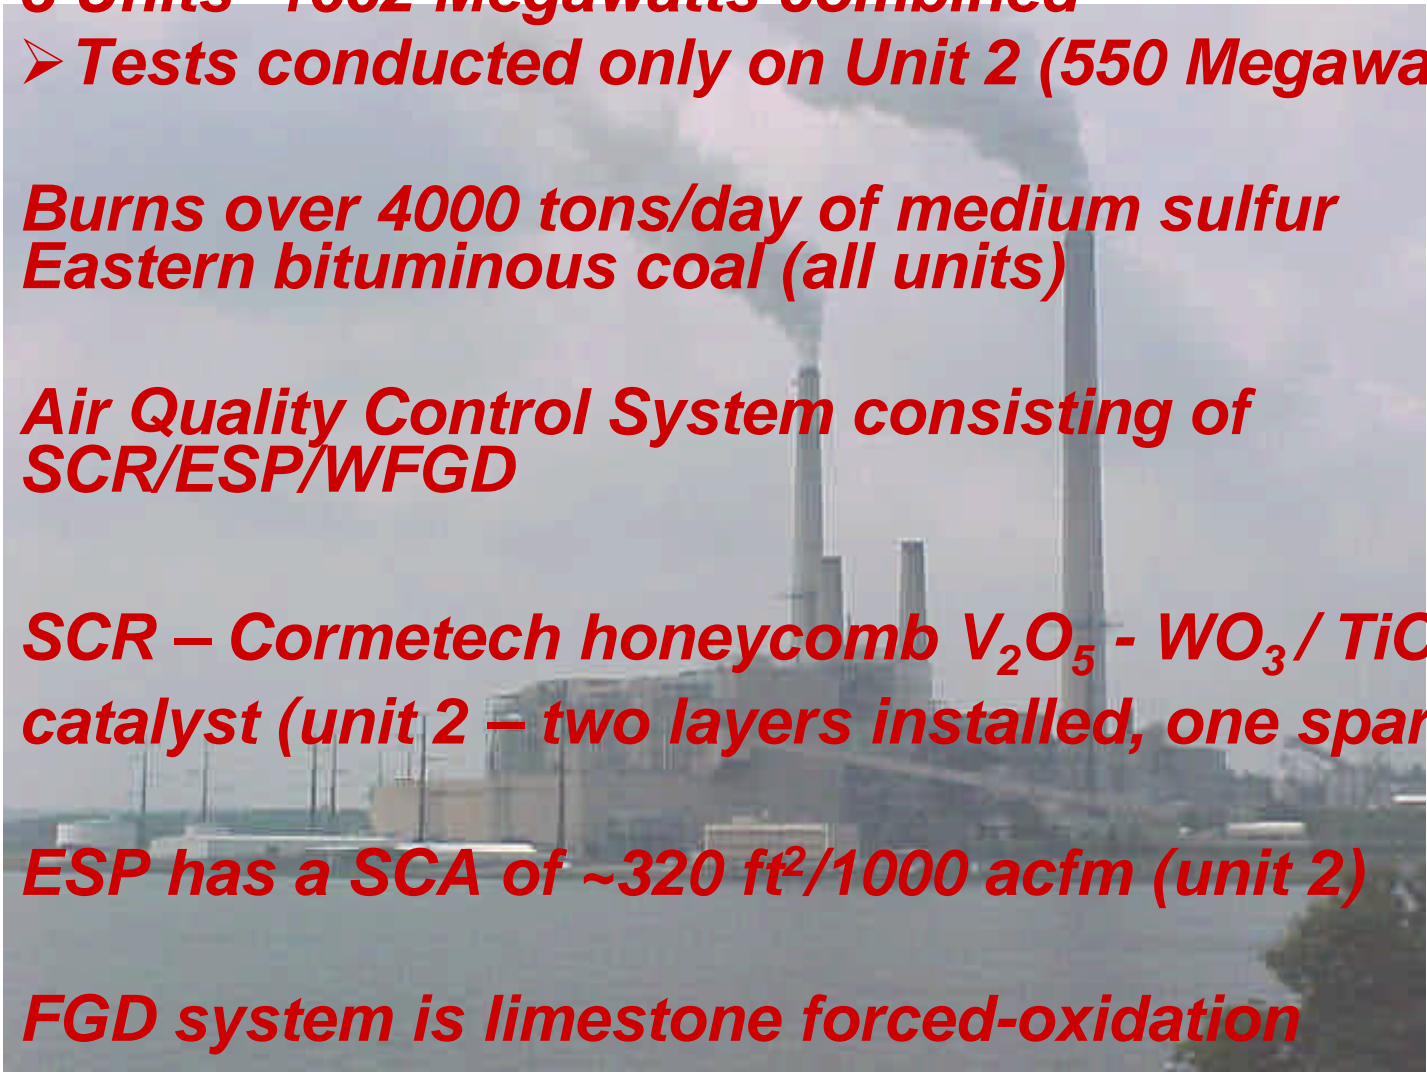 Units Megawatts combined
➢ Tests conducted only on Unit 2 (550 Megawa
Burns over 4000 tons/day of medium sulfur
Eastern bituminous coal (all units)
Air Quality Control System consisting of
SCR/ESP/WFGD
SCR – Cormetech honeycomb V₂O₅ - WO₃ / TiO
catalyst (unit 2 – two layers installed, one spar
ESP has a SCA of ~320 ft²/1000 acfm (unit 2)
FGD system is limestone forced-oxidation